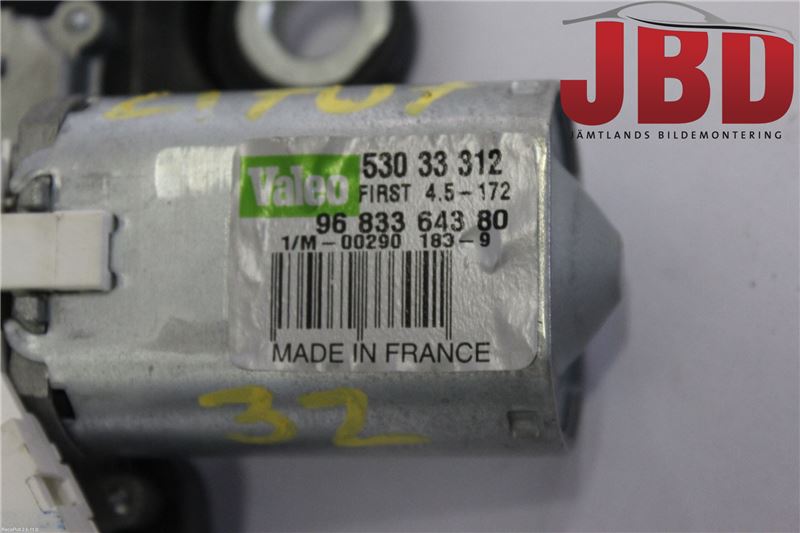 JBD
JÄMTLANDS BILDEMONTERING
Valeo
530 33 312
FIRST 4.5-172
96 833 643 80
1/M-00290 183-9
MADE IN FRANCE
32